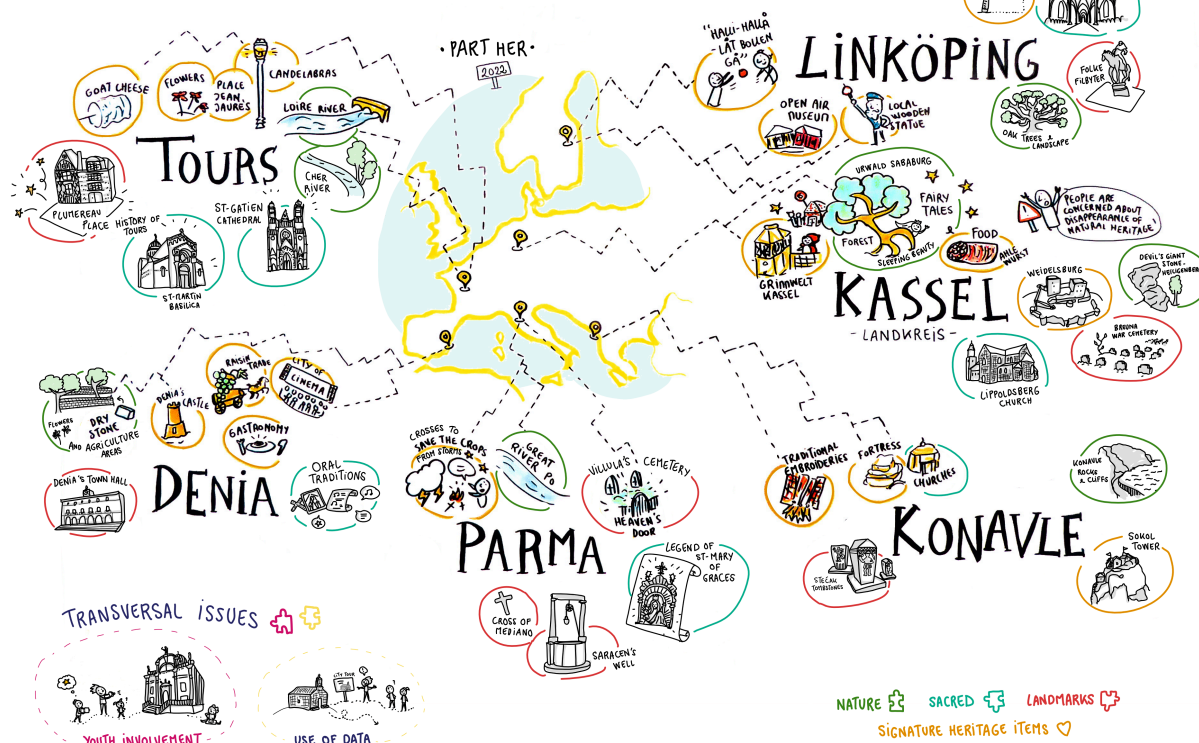 • PART HER •
2022
GOAT CHEESE
FLOWERS
PLACE
JEAN
JAURÈS
CANDELABRAS
LOIRE RIVER
TOURS
CHER
RIVER
PLUMEREAU
PLACE
HISTORY OF
TOURS
ST-MARTIN
BASILICA
ST-GATIEN
CATHEDRAL
"HALLI-HALLÅ
- LÅT BOLLEN
GÅ"
LINKÖPING
OPEN AIR
MUSEUM
LOCAL
WOODEN
STATUE
FOLKE
FILBYTER
OAK TREES &
LANDSCAPE
URWALD SABABURG
FAIRY
TALES
FOREST
SLEEPING BEAUTY
FOOD
AHLE
WURST
GRIMMWELT
KASSEL
PEOPLE ARE
CONCERNED ABOUT
DISAPPEARANCE OF
NATURAL HERITAGE!
KASSEL
- LANDKREIS -
WEIDELSBURG
DEVIL'S GIANT
STONE -
HEILIGENBERG
BREUNA
WAR CEMETERY
LIPPOLDSBERG
CHURCH
FLOWERS
DRY
STONE
AND AGRICULTURE
AREAS
DENIA'S
CASTLE
RAISIN
TRADE
CITY OF
CINEMA
GASTRONOMY
DENIA'S TOWN HALL
DENIA
ORAL
TRADITIONS
CROSSES TO
SAVE THE CROPS
FROM STORMS
GREAT
RIVER PO
VILLULA'S CEMETERY
HEAVEN'S
DOOR
PARMA
CROSS OF
MEDIANO
SARACEN'S
WELL
LEGEND OF
ST-MARY
OF
GRACES
TRADITIONAL
EMBROIDERIES
FORTRESS
CHURCHES
KONAVLE
ROCKS
& CLIFFS
KONAVLE
STEĆAK
TOMBSTONES
SOKOL
TOWER
TRANSVERSAL ISSUES
CITY TOUR
YOUTH INVOLVEMENT
USE OF DATA
NATURE
SACRED
LANDMARKS
SIGNATURE HERITAGE ITEMS